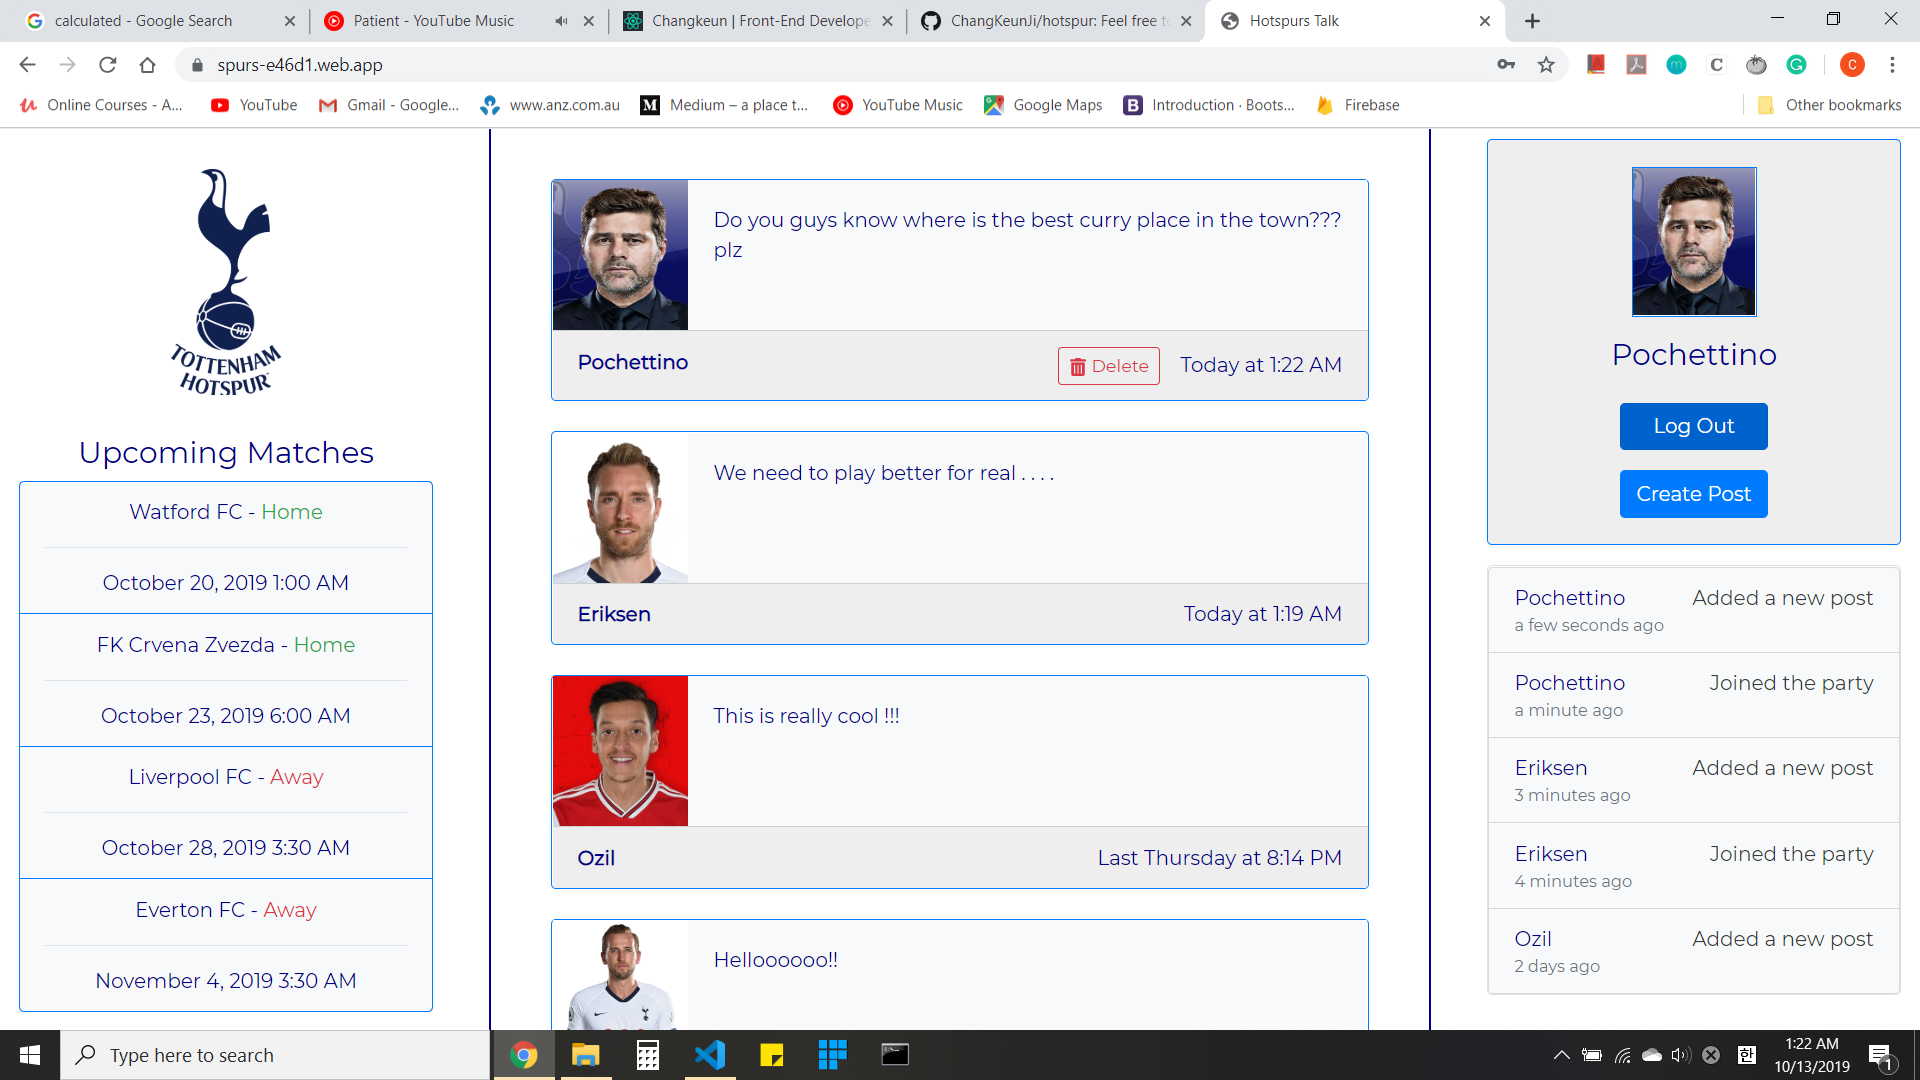 calculated - Google Search
Patient - YouTube Music
Changkeun | Front-End Develope
ChangKeunJi/hotspur: Feel free to
Hotspurs Talk
spurs-e46d1.web.app
Online Courses - A...
YouTube
Gmail - Google...
www.anz.com.au
Medium – a place t...
YouTube Music
Google Maps
Introduction · Boots...
Firebase
Other bookmarks
TOTTENHAM
HOTSPUR
Upcoming Matches
Watford FC - Home
October 20, 2019 1:00 AM
FK Crvena Zvezda - Home
October 23, 2019 6:00 AM
Liverpool FC - Away
October 28, 2019 3:30 AM
Everton FC - Away
November 4, 2019 3:30 AM
Do you guys know where is the best curry place in the town???
plz
Pochettino
Delete
Today at 1:22 AM
We need to play better for real . . . .
Eriksen
Today at 1:19 AM
This is really cool !!!
Ozil
Last Thursday at 8:14 PM
Helloooooo!!
Pochettino
Log Out
Create Post
Pochettino Added a new post
a few seconds ago
Pochettino Joined the party
a minute ago
Eriksen Added a new post
3 minutes ago
Eriksen Joined the party
4 minutes ago
Ozil Added a new post
2 days ago
Type here to search
한
1:22 AM
10/13/2019
1